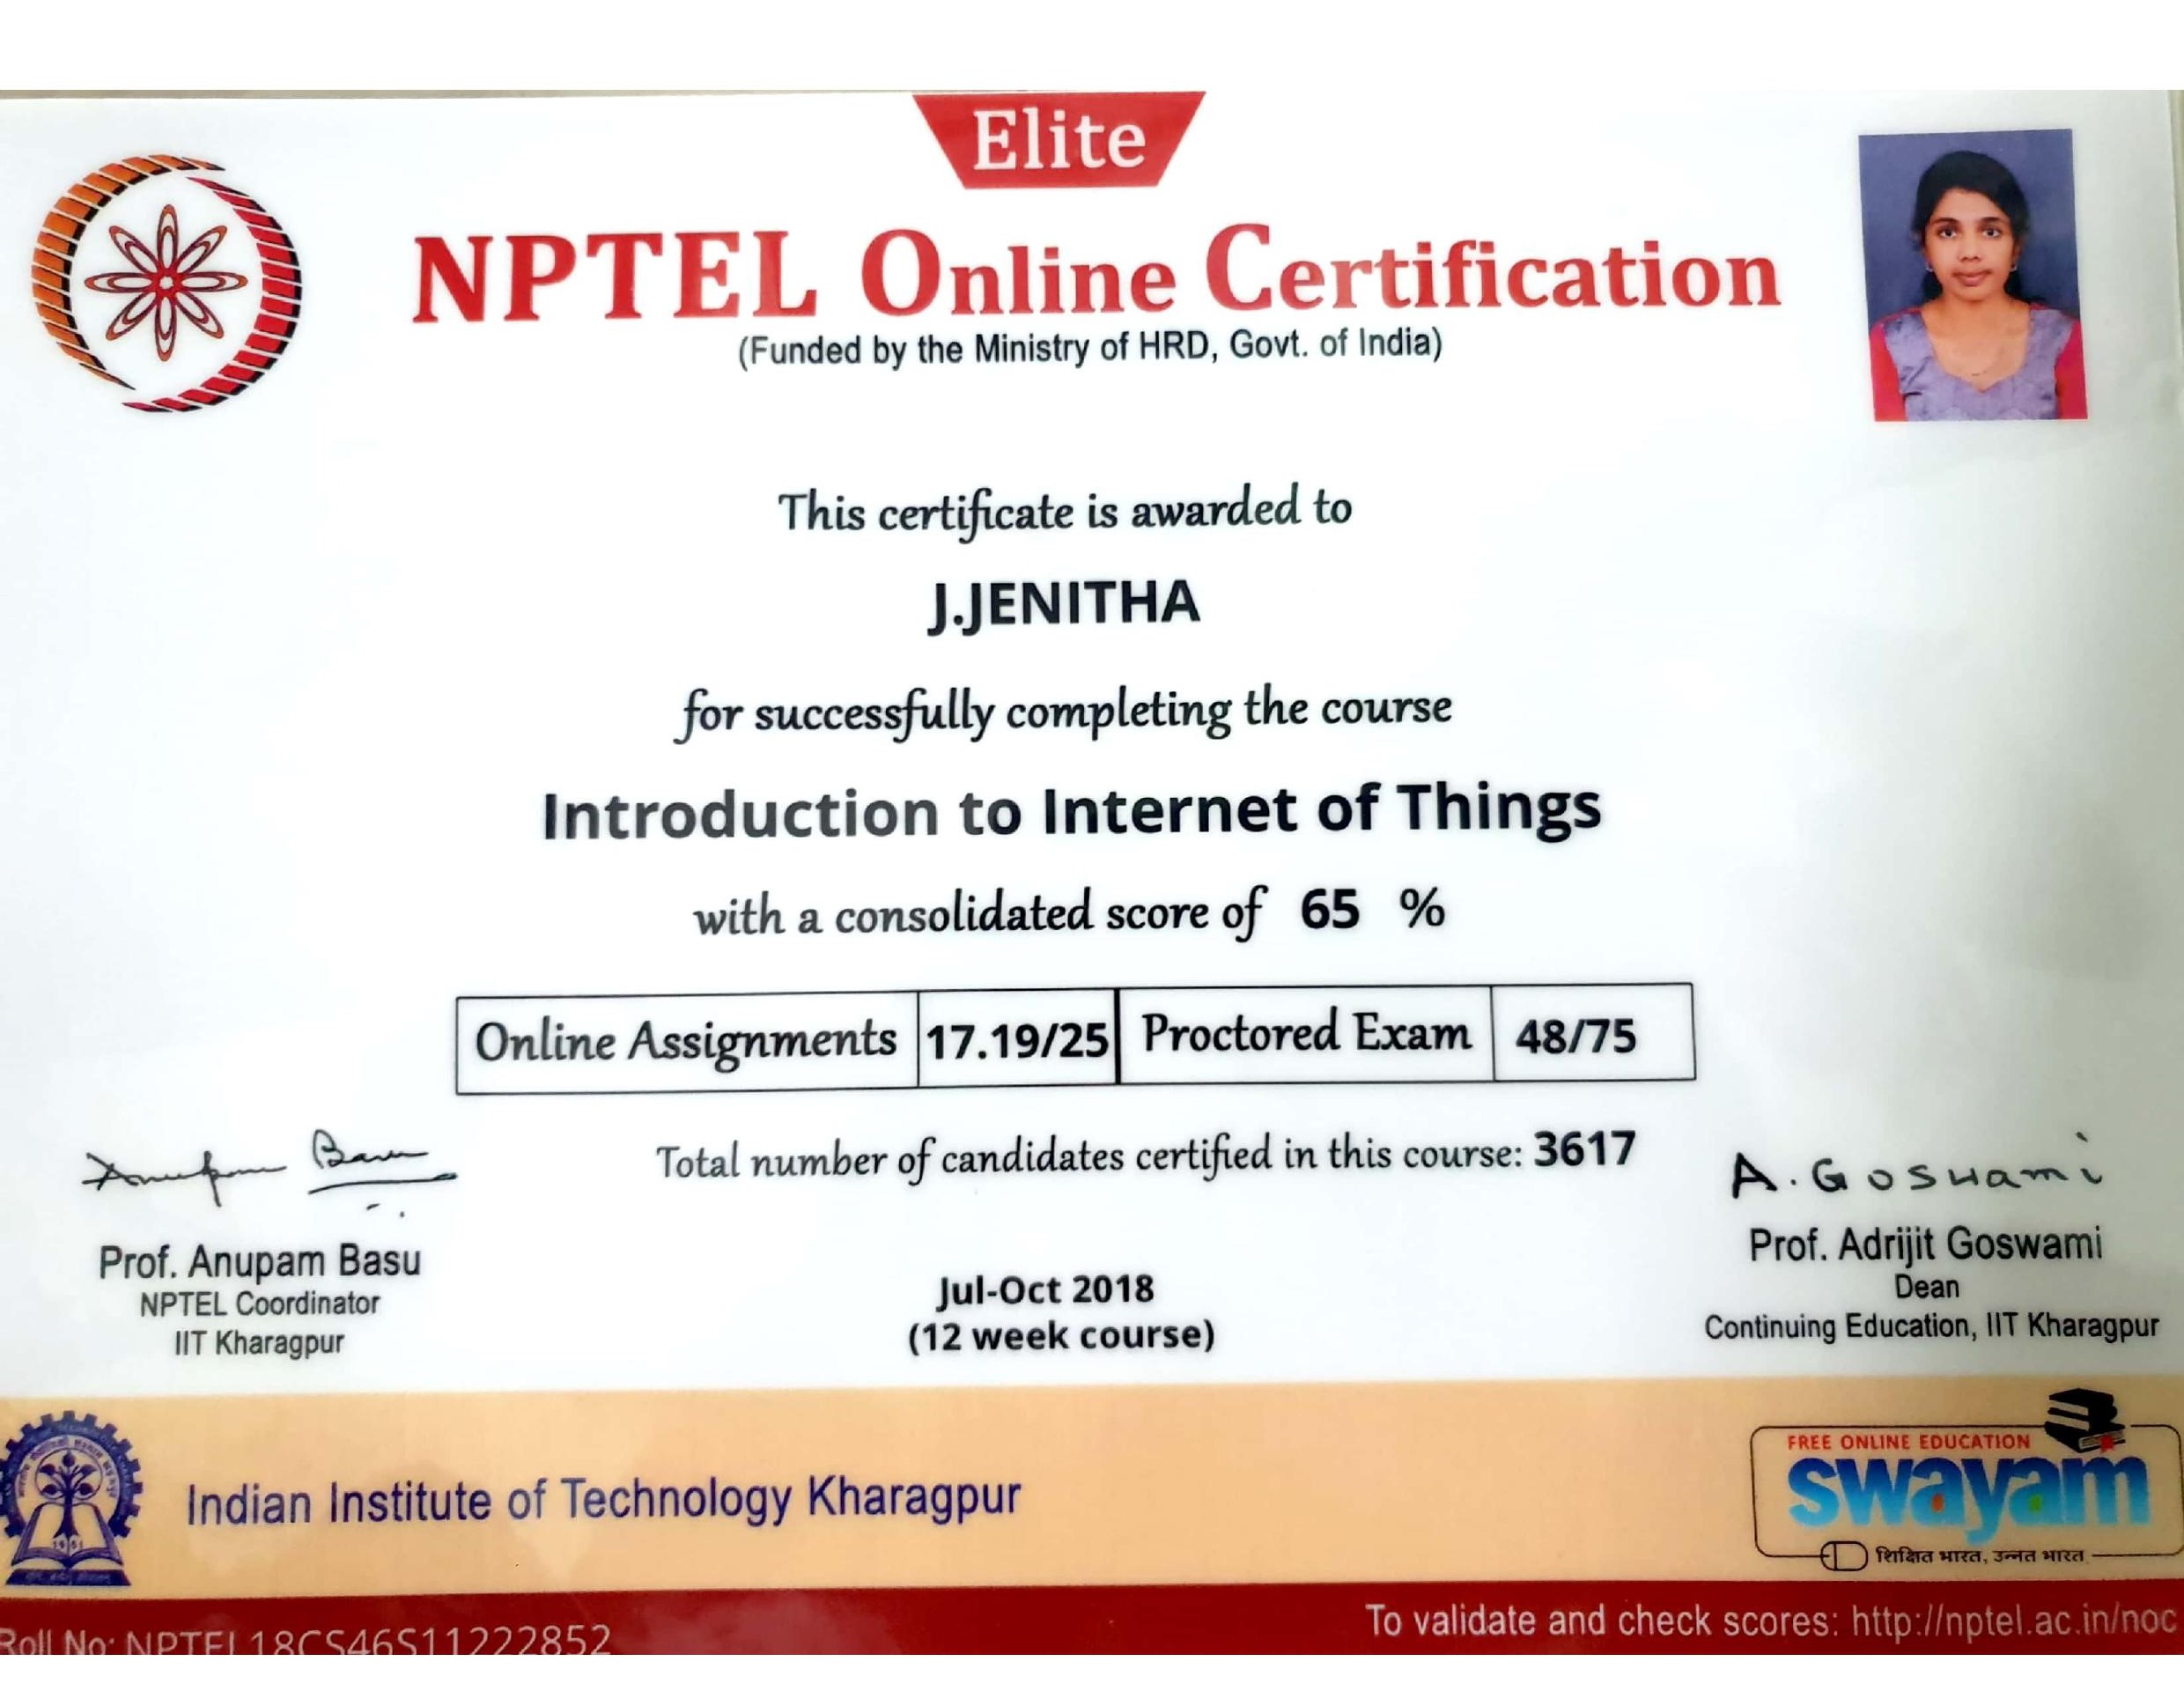 Elite
NPTEL Online Certification
(Funded by the Ministry of HRD, Govt. of India)
This certificate is awarded to
J.JENITHA
for successfully completing the course
Introduction to Internet of Things
with a consolidated score of 65 %
Online Assignments 17.19/25 Proctored Exam 48/75
Total number of candidates certified in this course: 3617
Anupam Basu
A. Goswami
Prof. Anupam Basu
NPTEL Coordinator
IIT Kharagpur
Jul-Oct 2018
(12 week course)
Prof. Adrijit Goswami
Dean
Continuing Education, IIT Kharagpur
Indian Institute of Technology Kharagpur
1951
FREE ONLINE EDUCATION
swayam
शिक्षित भारत, उन्नत भारत
Roll No: NPTEL18CS46S11222852
To validate and check scores: http://nptel.ac.in/noc